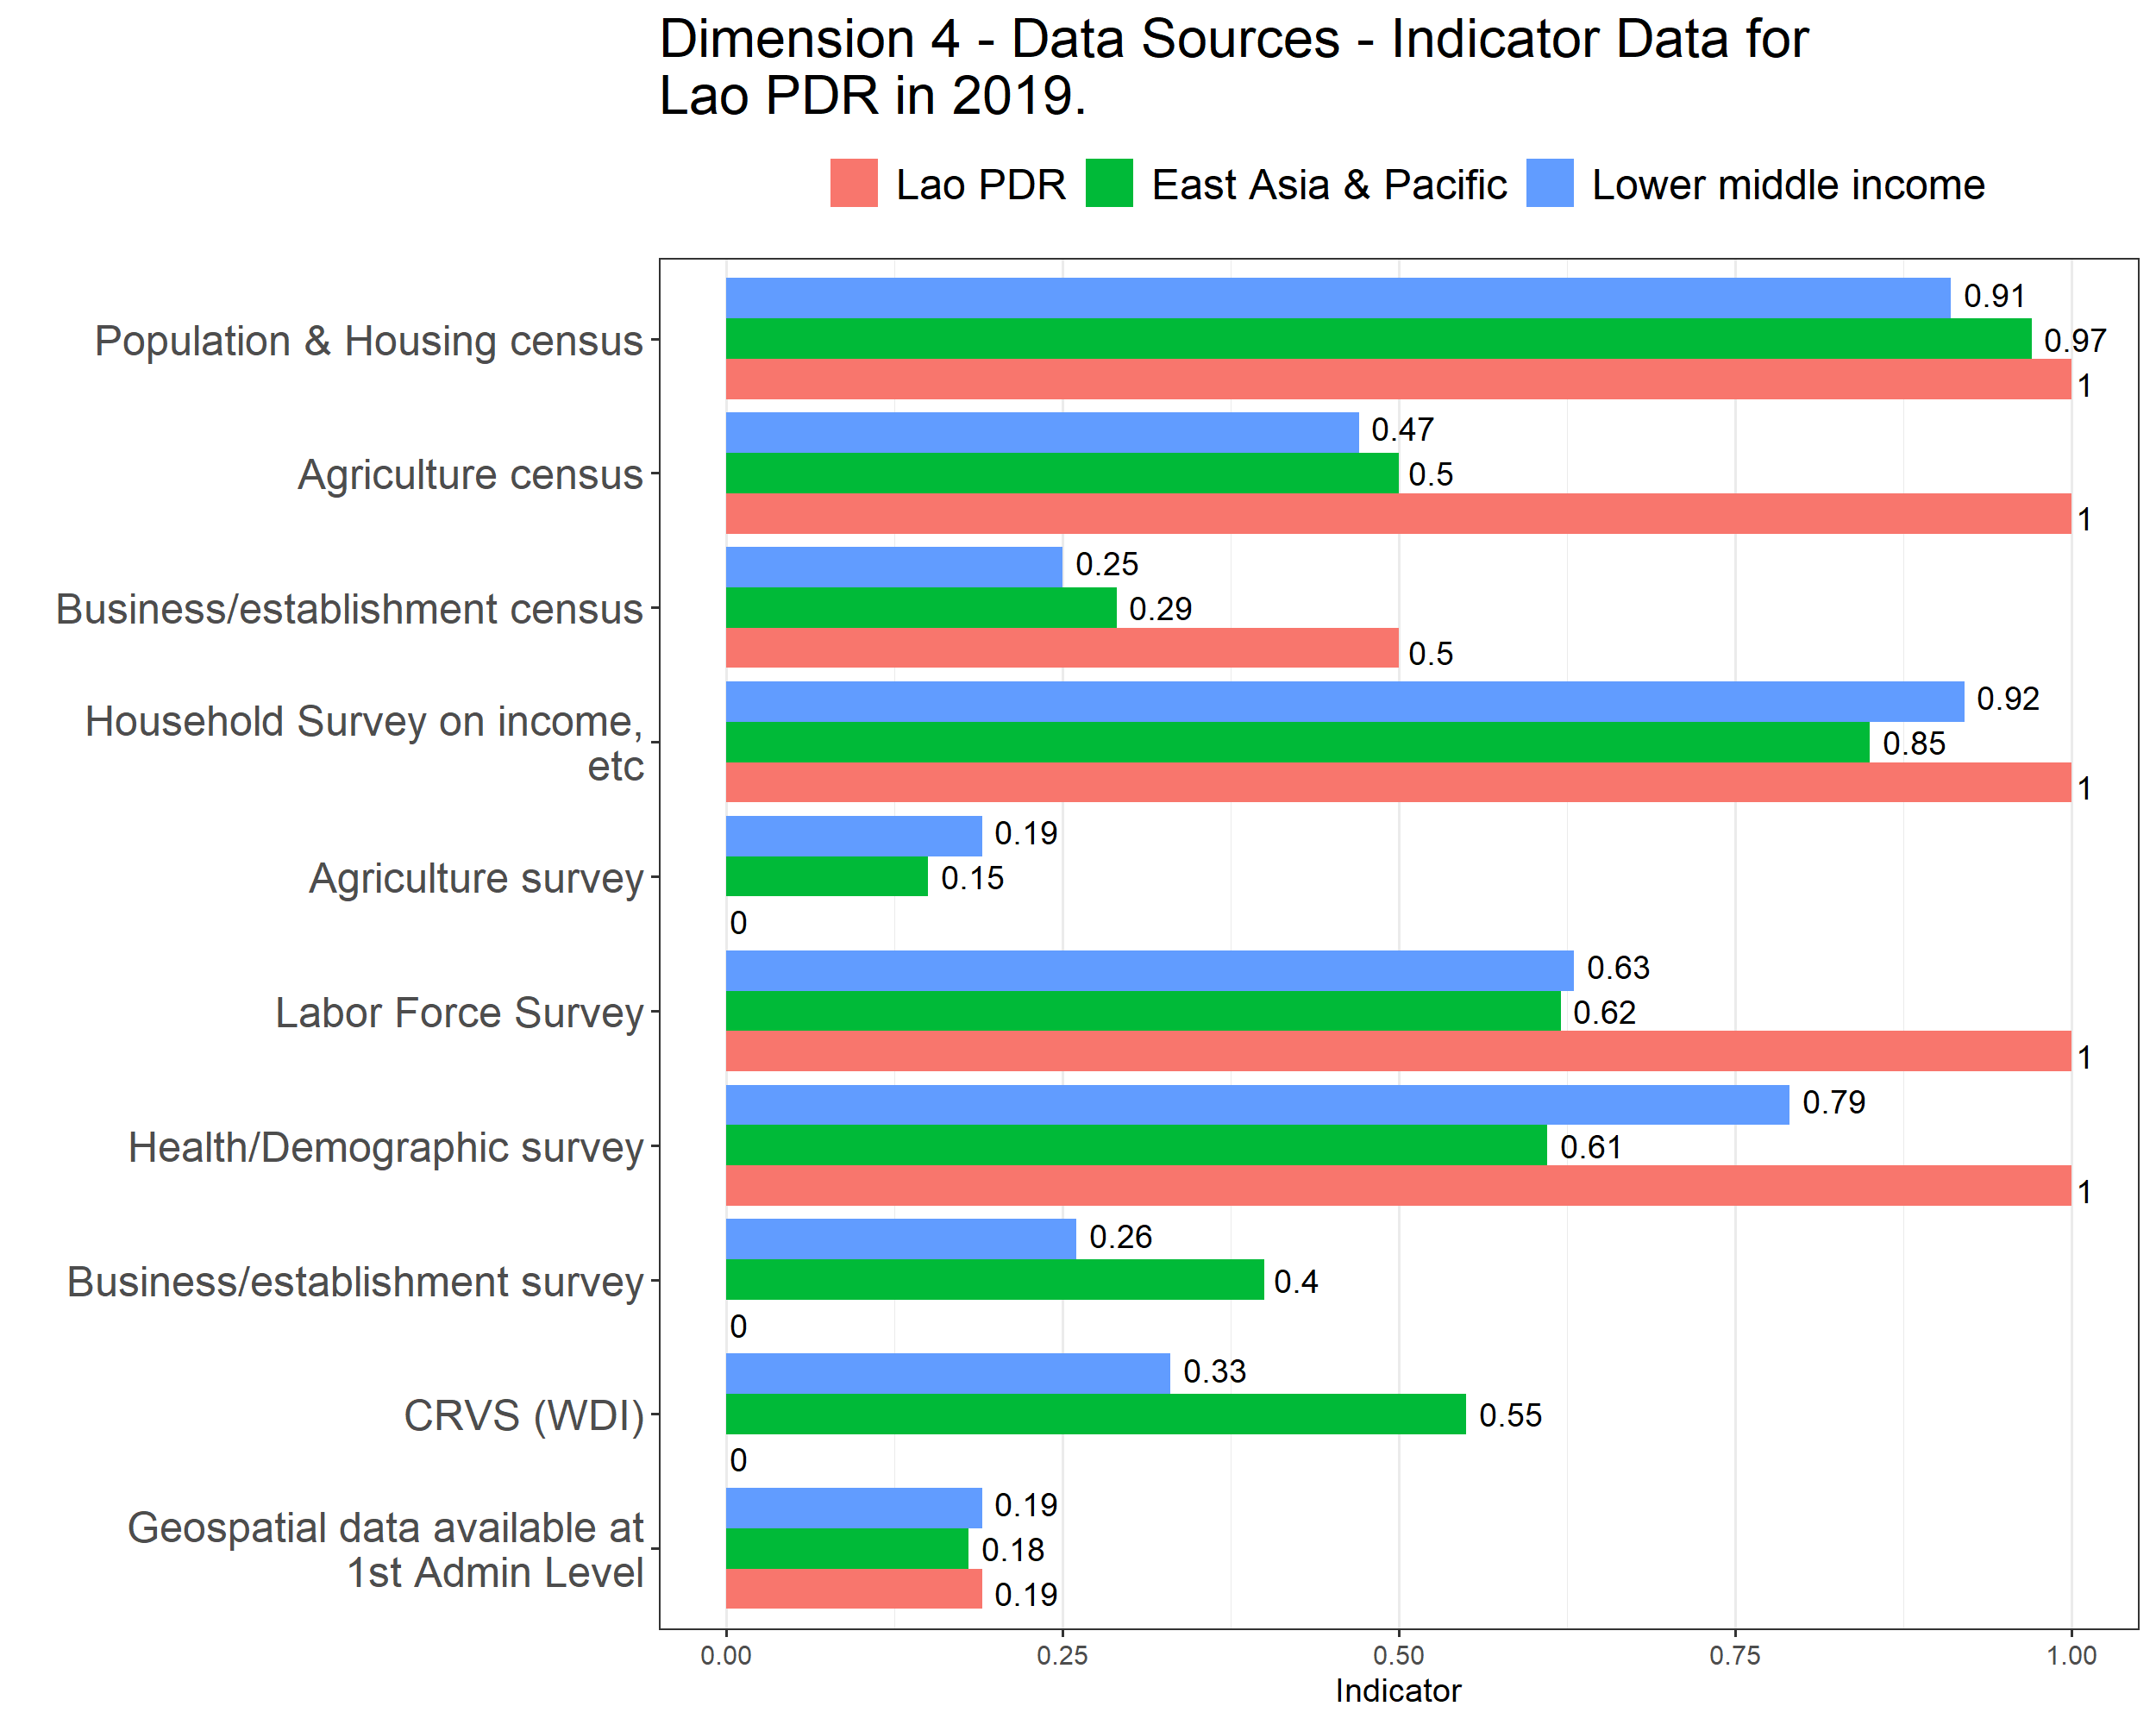 Dimension 4 - Data Sources - Indicator Data for
Lao PDR in 2019.
Lao PDR East Asia & Pacific Lower middle income
Population & Housing census
0.91
0.97
1
Agriculture census
0.47
0.5
1
Business/establishment census
0.25
0.29
0.5
Household Survey on income,
etc
0.92
0.85
1
Agriculture survey
0.19
0.15
0
Labor Force Survey
0.63
0.62
1
Health/Demographic survey
0.79
0.61
1
Business/establishment survey
0.26
0.4
0
CRVS (WDI)
0.33
0.55
0
Geospatial data available at
1st Admin Level
0.19
0.18
0.19
0.00 0.25 0.50 0.75 1.00
Indicator